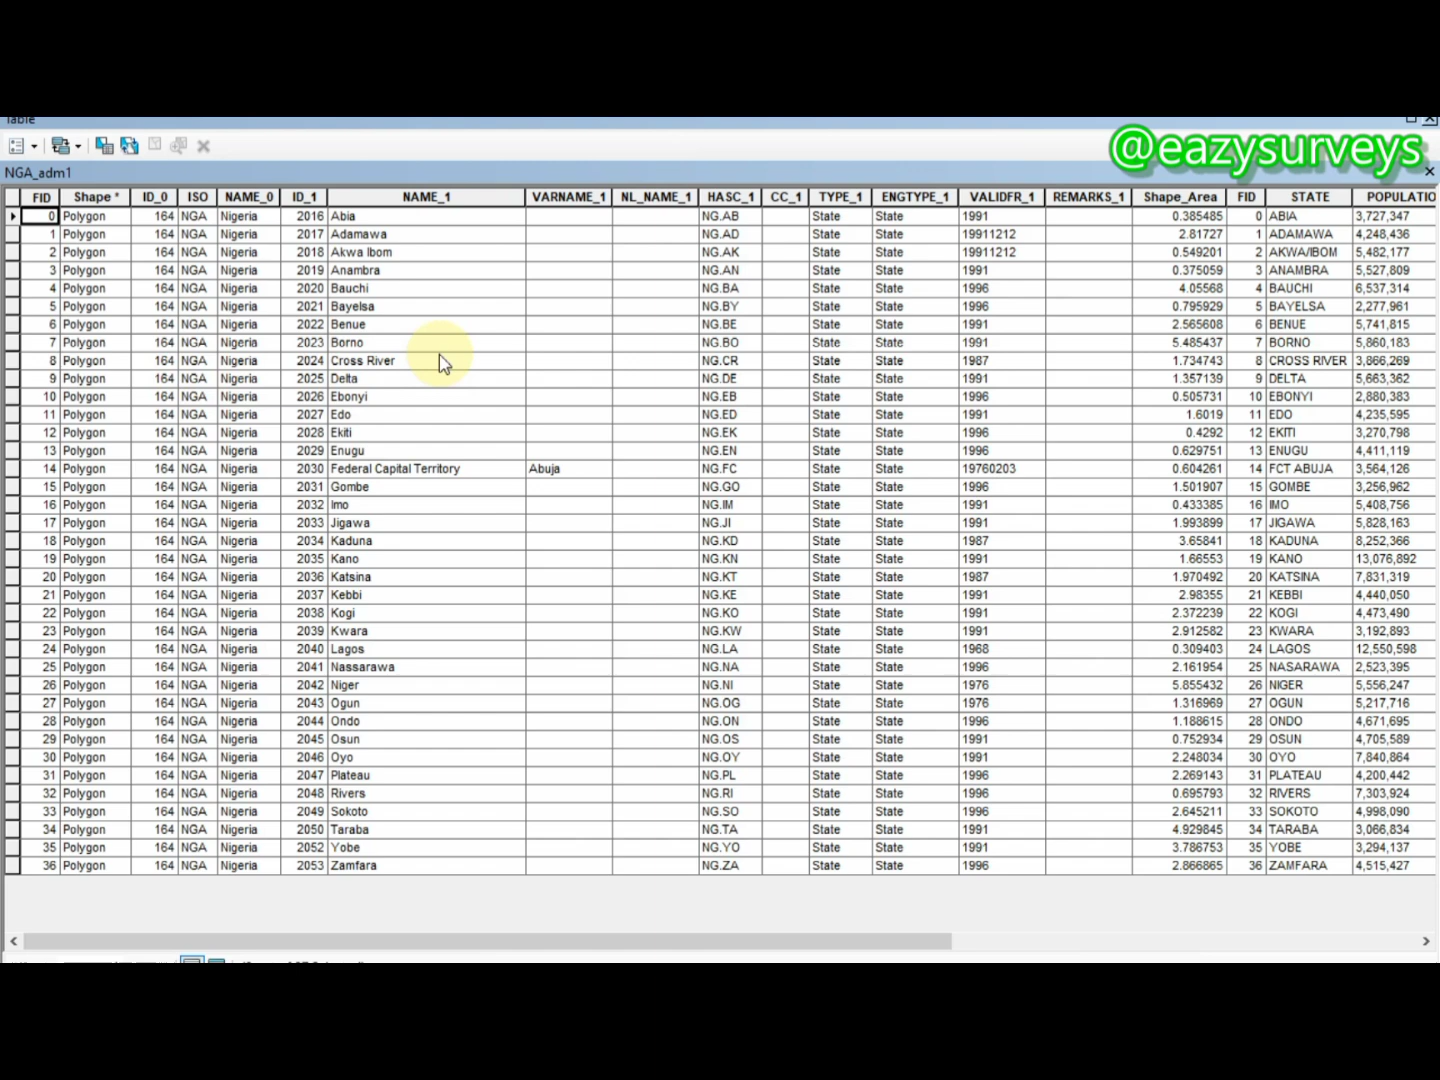 Table
@eazysurveys
NGA_adm1
FID Shape * ID_0 ISO NAME_0 ID_1 NAME_1 VARNAME_1 NL_NAME_1 HASC_1 CC_1 TYPE_1 ENGTYPE_1 VALIDFR_1 REMARKS_1 Shape_Area FID STATE POPULATIO
0 Polygon 164 NGA Nigeria 2016 Abia NG.AB State State 1991 0.385485 0 ABIA 3,727,347
1 Polygon 164 NGA Nigeria 2017 Adamawa NG.AD State State 19911212 2.81727 1 ADAMAWA 4,248,436
2 Polygon 164 NGA Nigeria 2018 Akwa Ibom NG.AK State State 19911212 0.549201 2 AKWA/IBOM 5,482,177
3 Polygon 164 NGA Nigeria 2019 Anambra NG.AN State State 1991 0.375059 3 ANAMBRA 5,527,809
4 Polygon 164 NGA Nigeria 2020 Bauchi NG.BA State State 1996 4.05568 4 BAUCHI 6,537,314
5 Polygon 164 NGA Nigeria 2021 Bayelsa NG.BY State State 1996 0.795929 5 BAYELSA 2,277,961
6 Polygon 164 NGA Nigeria 2022 Benue NG.BE State State 1991 2.565608 6 BENUE 5,741,815
7 Polygon 164 NGA Nigeria 2023 Borno NG.BO State State 1991 5.485437 7 BORNO 5,860,183
8 Polygon 164 NGA Nigeria 2024 Cross River NG.CR State State 1987 1.734743 8 CROSS RIVER 3,866,269
9 Polygon 164 NGA Nigeria 2025 Delta NG.DE State State 1991 1.357139 9 DELTA 5,663,362
10 Polygon 164 NGA Nigeria 2026 Ebonyi NG.EB State State 1996 0.505731 10 EBONYI 2,880,383
11 Polygon 164 NGA Nigeria 2027 Edo NG.ED State State 1991 1.6019 11 EDO 4,235,595
12 Polygon 164 NGA Nigeria 2028 Ekiti NG.EK State State 1996 0.4292 12 EKITI 3,270,798
13 Polygon 164 NGA Nigeria 2029 Enugu NG.EN State State 1996 0.629751 13 ENUGU 4,411,119
14 Polygon 164 NGA Nigeria 2030 Federal Capital Territory Abuja NG.FC State State 19760203 0.604261 14 FCT ABUJA 3,564,126
15 Polygon 164 NGA Nigeria 2031 Gombe NG.GO State State 1996 1.501907 15 GOMBE 3,256,962
16 Polygon 164 NGA Nigeria 2032 Imo NG.IM State State 1991 0.433385 16 IMO 5,408,756
17 Polygon 164 NGA Nigeria 2033 Jigawa NG.JI State State 1991 1.993899 17 JIGAWA 5,828,163
18 Polygon 164 NGA Nigeria 2034 Kaduna NG.KD State State 1987 3.65841 18 KADUNA 8,252,366
19 Polygon 164 NGA Nigeria 2035 Kano NG.KN State State 1991 1.66553 19 KANO 13,076,892
20 Polygon 164 NGA Nigeria 2036 Katsina NG.KT State State 1987 1.970492 20 KATSINA 7,831,319
21 Polygon 164 NGA Nigeria 2037 Kebbi NG.KE State State 1991 2.98355 21 KEBBI 4,440,050
22 Polygon 164 NGA Nigeria 2038 Kogi NG.KO State State 1991 2.372239 22 KOGI 4,473,490
23 Polygon 164 NGA Nigeria 2039 Kwara NG.KW State State 1991 2.912582 23 KWARA 3,192,893
24 Polygon 164 NGA Nigeria 2040 Lagos NG.LA State State 1968 0.309403 24 LAGOS 12,550,598
25 Polygon 164 NGA Nigeria 2041 Nassarawa NG.NA State State 1996 2.161954 25 NASARAWA 2,523,395
26 Polygon 164 NGA Nigeria 2042 Niger NG.NI State State 1976 5.855432 26 NIGER 5,556,247
27 Polygon 164 NGA Nigeria 2043 Ogun NG.OG State State 1976 1.316969 27 OGUN 5,217,716
28 Polygon 164 NGA Nigeria 2044 Ondo NG.ON State State 1996 1.188615 28 ONDO 4,671,695
29 Polygon 164 NGA Nigeria 2045 Osun NG.OS State State 1991 0.752934 29 OSUN 4,705,589
30 Polygon 164 NGA Nigeria 2046 Oyo NG.OY State State 1991 2.248034 30 OYO 7,840,864
31 Polygon 164 NGA Nigeria 2047 Plateau NG.PL State State 1996 2.269143 31 PLATEAU 4,200,442
32 Polygon 164 NGA Nigeria 2048 Rivers NG.RI State State 1996 0.695793 32 RIVERS 7,303,924
33 Polygon 164 NGA Nigeria 2049 Sokoto NG.SO State State 1996 2.645211 33 SOKOTO 4,998,090
34 Polygon 164 NGA Nigeria 2050 Taraba NG.TA State State 1991 4.929845 34 TARABA 3,066,834
35 Polygon 164 NGA Nigeria 2052 Yobe NG.YO State State 1991 3.786753 35 YOBE 3,294,137
36 Polygon 164 NGA Nigeria 2053 Zamfara NG.ZA State State 1996 2.866865 36 ZAMFARA 4,515,427